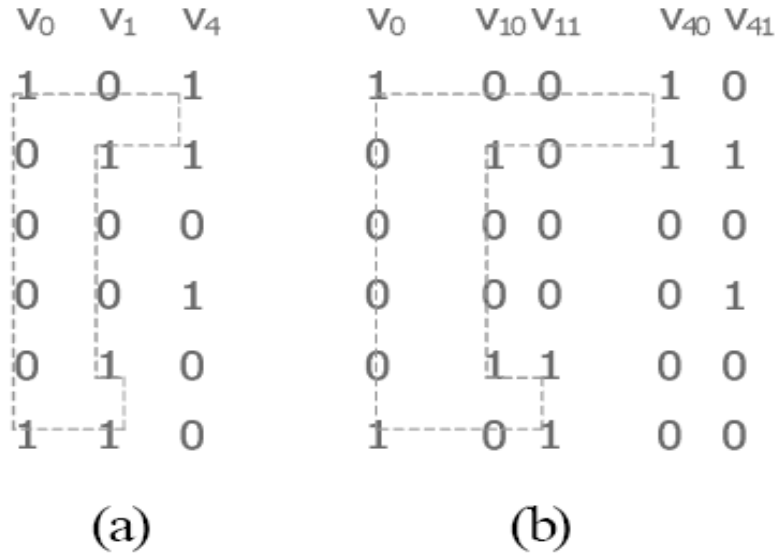 V₀ V₁ V₄ V₀ V₁₀ V₁₁ V₄₀ V₄₁
1 0 1 1 0 0 1 0
0 1 1 0 1 0 1 1
0 0 0 0 0 0 0 0
0 0 1 0 0 0 0 1
0 1 0 0 1 1 0 0
1 1 0 1 0 1 0 0
(a) (b)